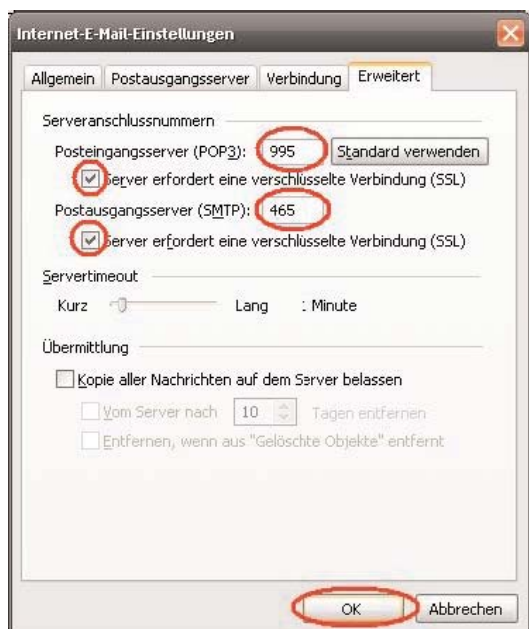 Internet-E-Mail-Einstellungen
Allgemein Postausgangsserver Verbindung Erweitert
Serveranschlussnummern
Posteingangsserver (POP3): 995 Standard verwenden
Server erfordert eine verschlüsselte Verbindung (SSL)
Postausgangsserver (SMTP): 465
Server erfordert eine verschlüsselte Verbindung (SSL)
Servertimeout
Kurz Lang : Minute
Übermittlung
Kopie aller Nachrichten auf dem Server belassen
Vom Server nach 10 Tagen entfernen
Entfernen, wenn aus "Gelöschte Objekte" entfernt
OK Abbrechen